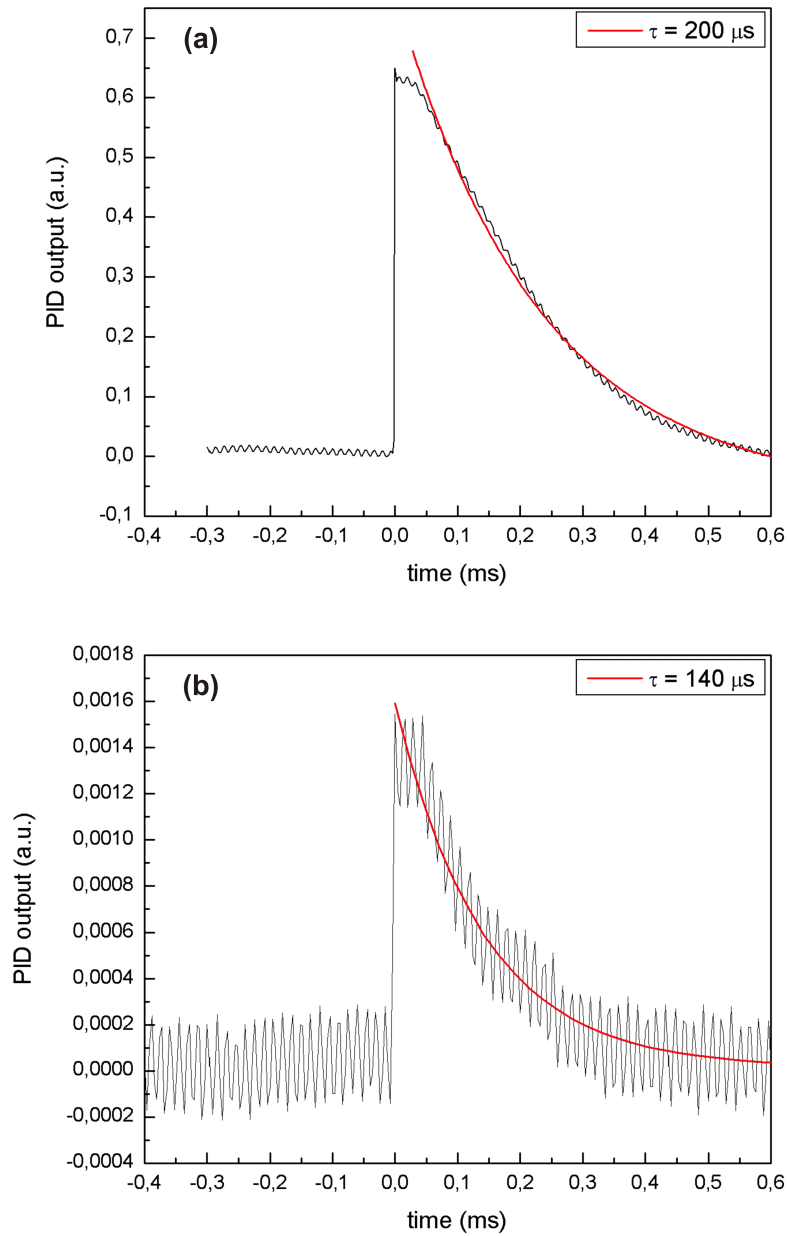 (a)
τ = 200 μs
0,7
0,6
0,5
0,4
0,3
0,2
0,1
0,0
-0,1
PID output (a.u.)
-0,4 -0,3 -0,2 -0,1 0,0 0,1 0,2 0,3 0,4 0,5 0,6
time (ms)
(b)
τ = 140 μs
0,0018
0,0016
0,0014
0,0012
0,0010
0,0008
0,0006
0,0004
0,0002
0,0000
-0,0002
-0,0004
PID output (a.u.)
-0,4 -0,3 -0,2 -0,1 0,0 0,1 0,2 0,3 0,4 0,5 0,6
time (ms)